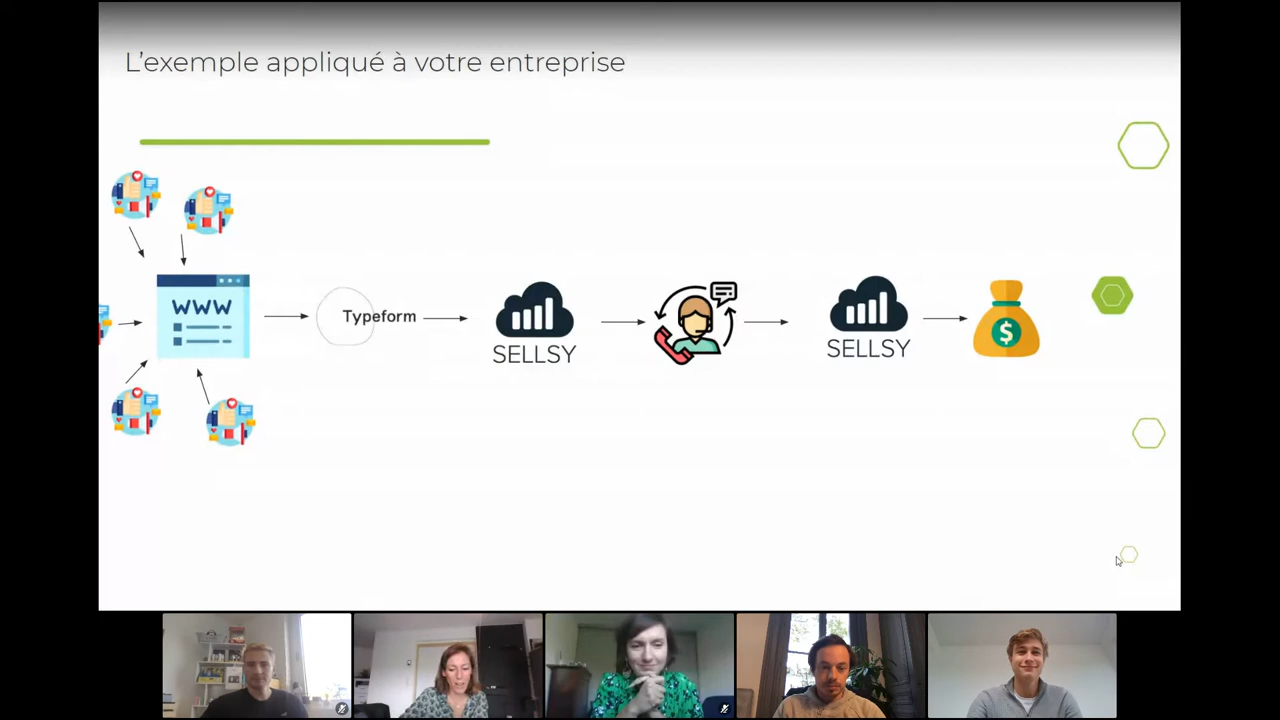 L'exemple appliqué à votre entreprise
WWW
Typeform
SELLSY
SELLSY
$